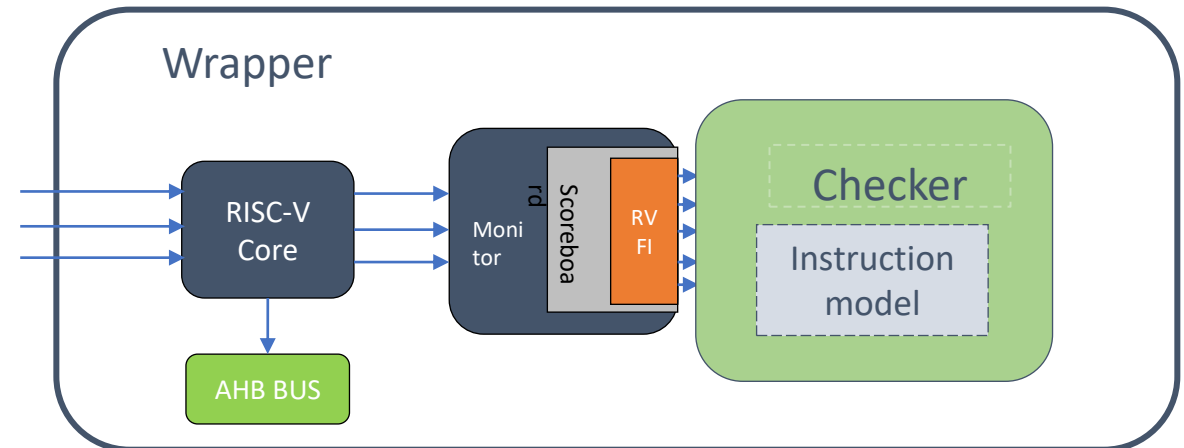 Wrapper
RISC-V
Core
AHB BUS
Moni
tor
Scoreboa
rd
RV
FI
Checker
Instruction
model